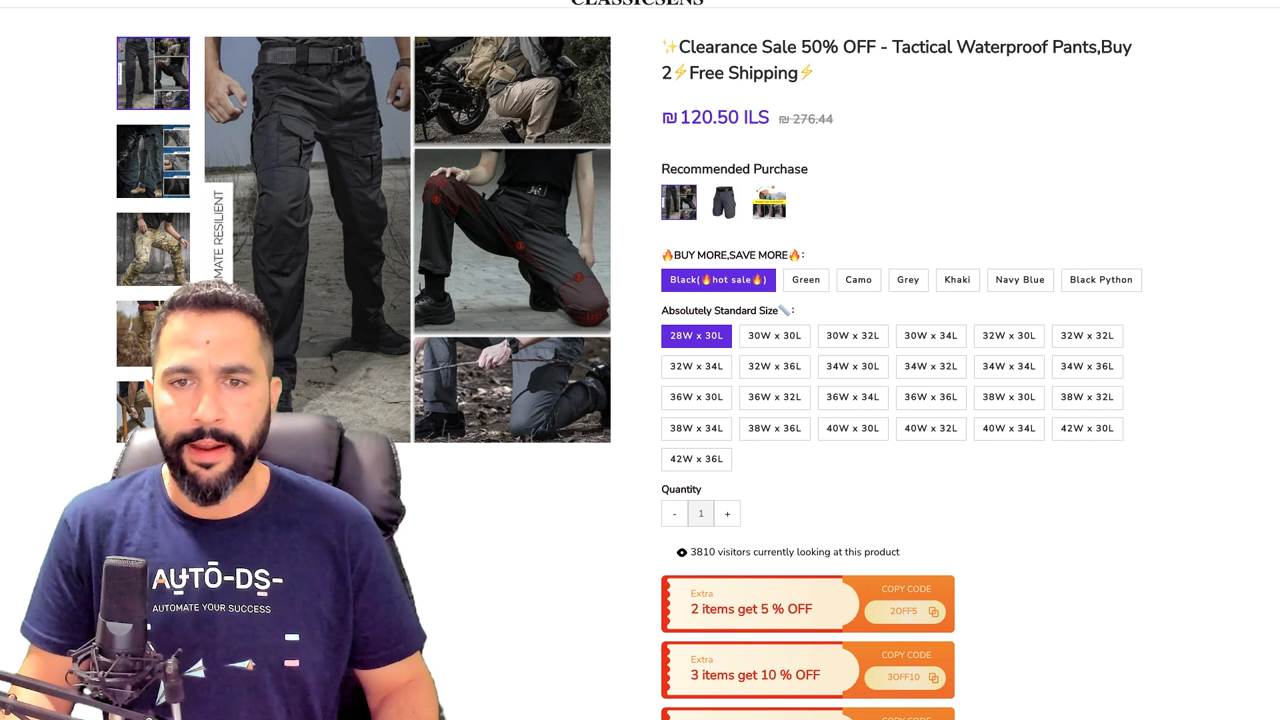 CLASSICSENS
✨Clearance Sale 50% OFF - Tactical Waterproof Pants,Buy
2⚡Free Shipping⚡
₪120.50 ILS ₪ 276.44
Recommended Purchase
MATE RESILIENT
🔥BUY MORE,SAVE MORE🔥:
Black(🔥hot sale🔥) Green Camo Grey Khaki Navy Blue Black Python
Absolutely Standard Size📏:
28W x 30L 30W x 30L 30W x 32L 30W x 34L 32W x 30L 32W x 32L
32W x 34L 32W x 36L 34W x 30L 34W x 32L 34W x 34L 34W x 36L
36W x 30L 36W x 32L 36W x 34L 36W x 36L 38W x 30L 38W x 32L
38W x 34L 38W x 36L 40W x 30L 40W x 32L 40W x 34L 42W x 30L
42W x 36L
Quantity
- 1 +
3810 visitors currently looking at this product
Extra
2 items get 5 % OFF
COPY CODE
2OFF5
Extra
3 items get 10 % OFF
COPY CODE
3OFF10
COPY CODE
AUTO-DS-
AUTOMATE YOUR SUCCESS